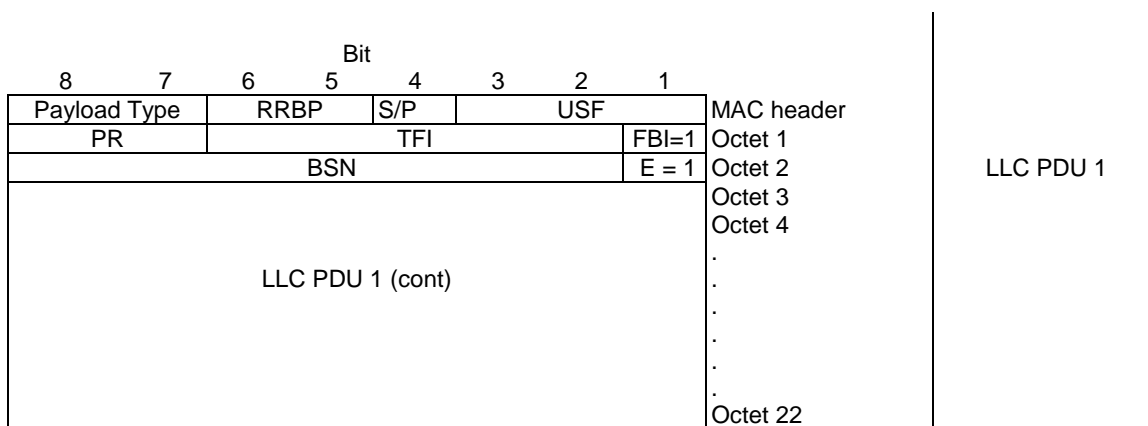 Bit
8 7 6 5 4 3 2 1
Payload Type RRBP S/P USF MAC header
PR TFI FBI=1 Octet 1
BSN E = 1 Octet 2 LLC PDU 1
Octet 3
Octet 4
.
LLC PDU 1 (cont) .
.
.
.
.
Octet 22